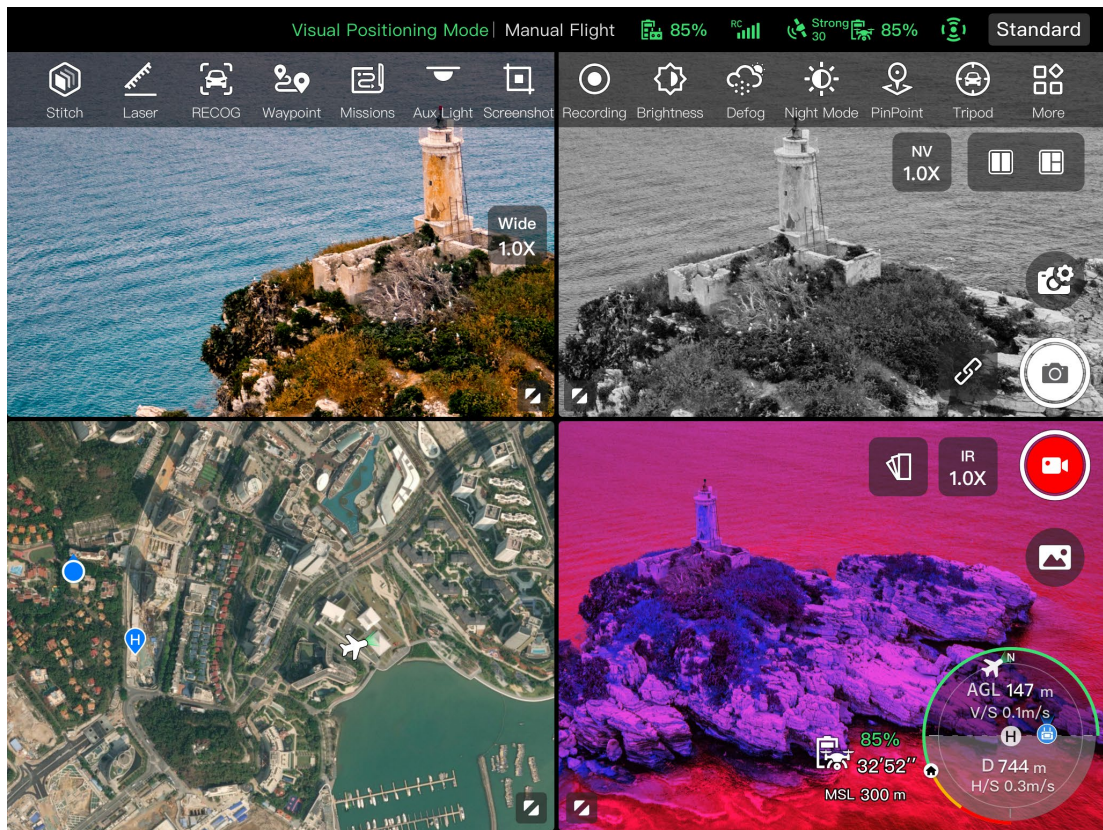 Visual Positioning Mode | Manual Flight 85% RC Strong 30 85% Standard
Stitch Laser RECOG Waypoint Missions Aux Light Screenshot Recording Brightness Defog Night Mode PinPoint Tripod More
NV
1.0X
Wide
1.0X
IR
1.0X
H
N
AGL 147 m
V/S 0.1m/s
H
D 744 m
H/S 0.3m/s
85%
32'52''
MSL 300 m